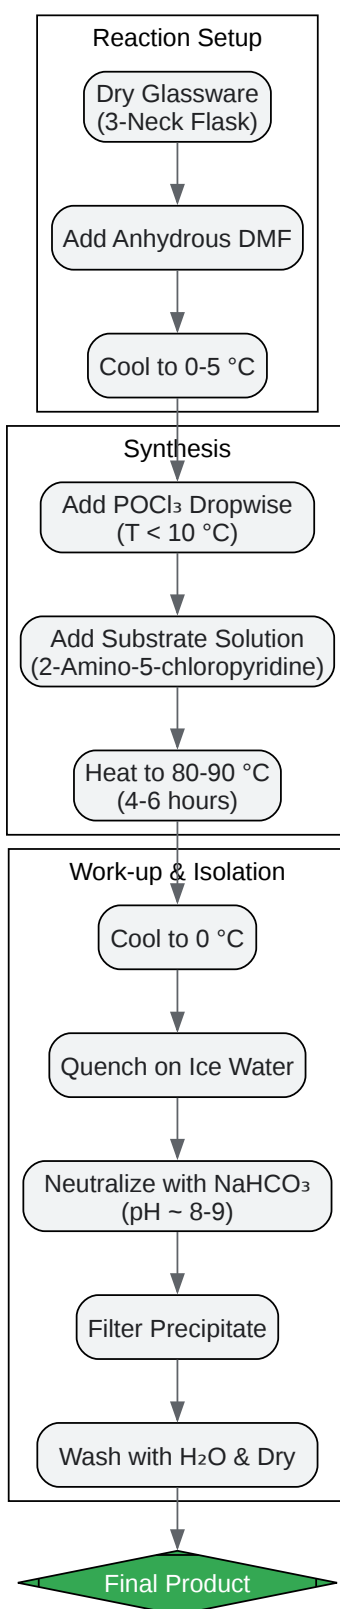 Reaction Setup
Dry Glassware
(3-Neck Flask)
Add Anhydrous DMF
Cool to 0-5 °C
Synthesis
Add POCl₃ Dropwise
(T < 10 °C)
Add Substrate Solution
(2-Amino-5-chloropyridine)
Heat to 80-90 °C
(4-6 hours)
Work-up & Isolation
Cool to 0 °C
Quench on Ice Water
Neutralize with NaHCO₃
(pH ~ 8-9)
Filter Precipitate
Wash with H₂O & Dry
Final Product